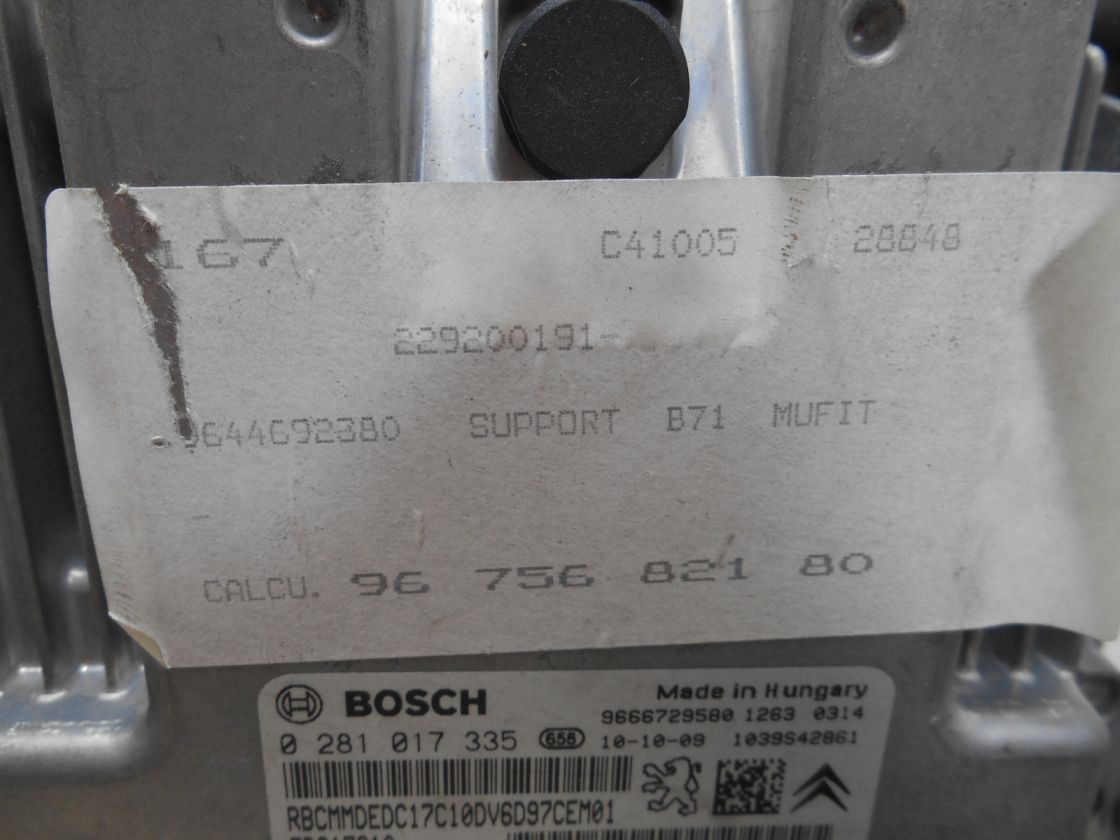 167 C41005 28848
229200191-
9644692380 SUPPORT B71 MUFIT
CALCU. 96 756 821 80
BOSCH Made in Hungary
9666729580 1263 0314
0 281 017 335 658 10-10-09 1039S42861
RBCMMDEDC17C10DV6D97CEM01